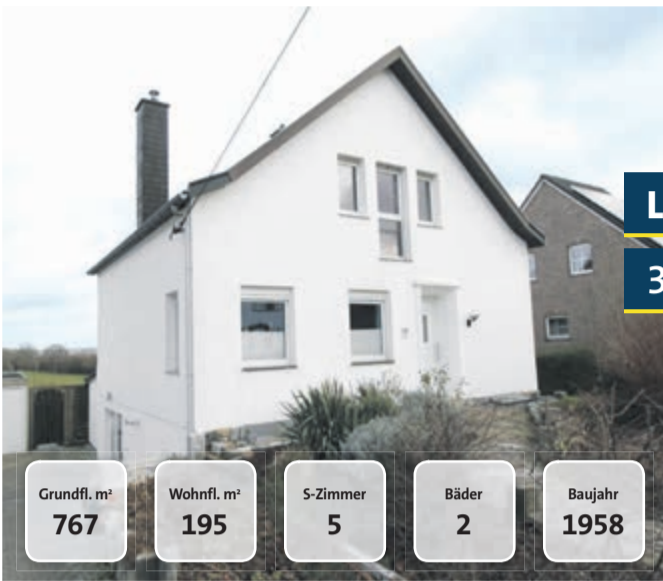 L
3
Grundfl. m²
767
Wohnfl. m²
195
S-Zimmer
5
Bäder
2
Baujahr
1958